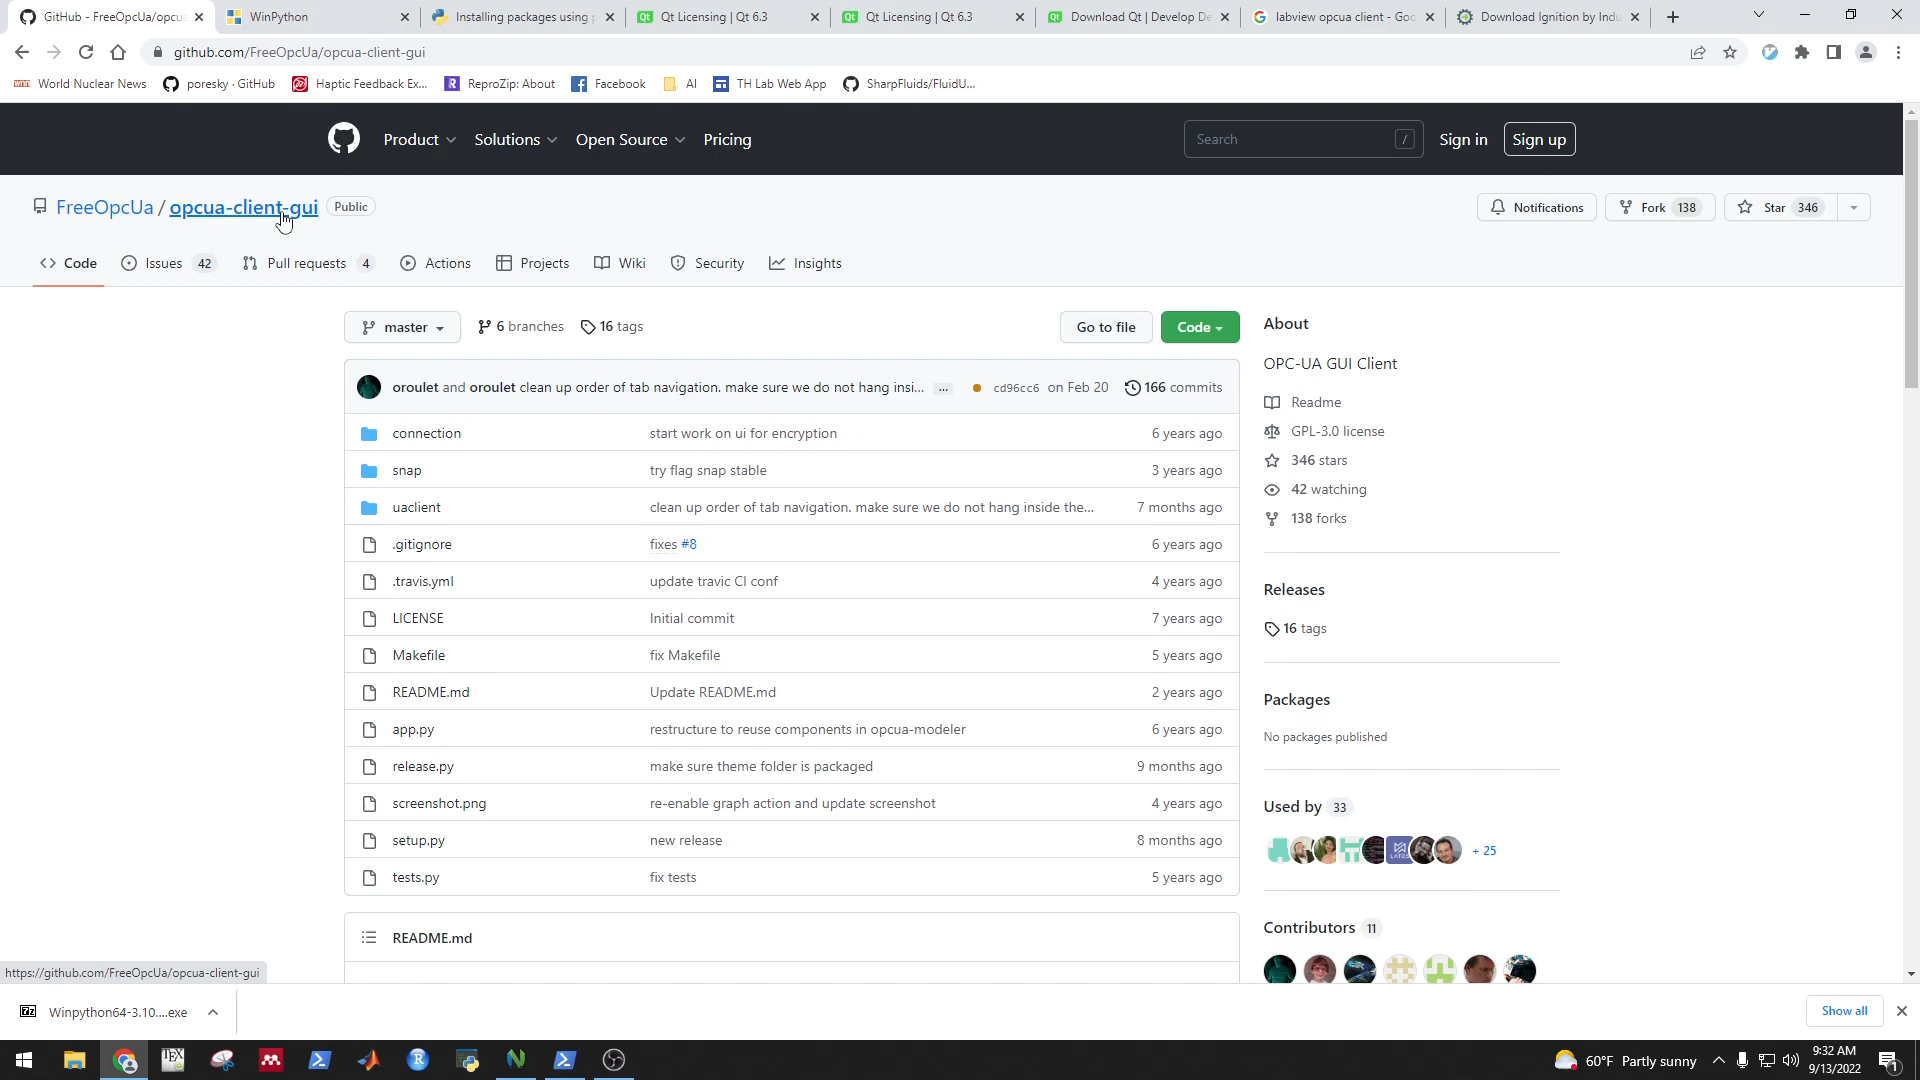 GitHub - FreeOpcUa/opcua
WinPython
Installing packages using p
Qt Licensing | Qt 6.3
Qt Licensing | Qt 6.3
Download Qt | Develop De
labview opcua client - Goo
Download Ignition by Indu
github.com/FreeOpcUa/opcua-client-gui
World Nuclear News
poresky · GitHub
Haptic Feedback Ex...
ReproZip: About
Facebook
AI
TH Lab Web App
SharpFluids/FluidU...
Product
Solutions
Open Source
Pricing
Search /
Sign in
Sign up
FreeOpcUa / opcua-client-gui Public
Notifications
Fork 138
Star 346
Code
Issues 42
Pull requests 4
Actions
Projects
Wiki
Security
Insights
master
6 branches
16 tags
Go to file
Code
oroulet and oroulet clean up order of tab navigation. make sure we do not hang insi... ... cd96cc6 on Feb 20 166 commits
connection start work on ui for encryption 6 years ago
snap try flag snap stable 3 years ago
uaclient clean up order of tab navigation. make sure we do not hang inside the... 7 months ago
.gitignore fixes #8 6 years ago
.travis.yml update travic CI conf 4 years ago
LICENSE Initial commit 7 years ago
Makefile fix Makefile 5 years ago
README.md Update README.md 2 years ago
app.py restructure to reuse components in opcua-modeler 6 years ago
release.py make sure theme folder is packaged 9 months ago
screenshot.png re-enable graph action and update screenshot 4 years ago
setup.py new release 8 months ago
tests.py fix tests 5 years ago
README.md
About
OPC-UA GUI Client
Readme
GPL-3.0 license
346 stars
42 watching
138 forks
Releases
16 tags
Packages
No packages published
Used by 33
+ 25
Contributors 11
https://github.com/FreeOpcUa/opcua-client-gui
Winpython64-3.10....exe
Show all
60°F Partly sunny
9:32 AM
9/13/2022
1